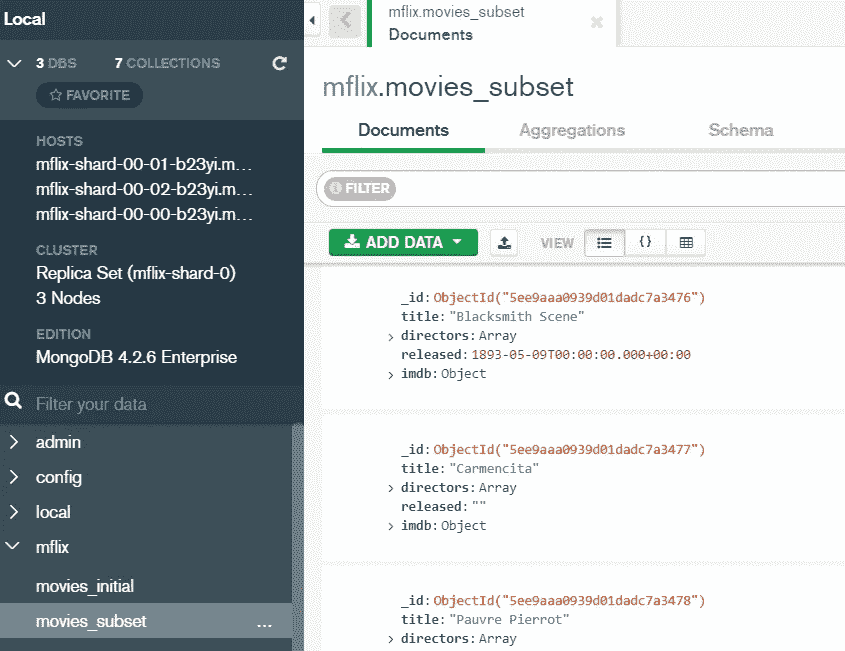 Local
3 DBS 7 COLLECTIONS
☆ FAVORITE
HOSTS
mflix-shard-00-01-b23yi.m...
mflix-shard-00-02-b23yi.m...
mflix-shard-00-00-b23yi.m...
CLUSTER
Replica Set (mflix-shard-0)
3 Nodes
EDITION
MongoDB 4.2.6 Enterprise
Filter your data
admin
config
local
mflix
movies_initial
movies_subset ...
mflix.movies_subset
Documents
mflix.movies_subset
Documents Aggregations Schema
FILTER
ADD DATA VIEW {}
_id: ObjectId("5ee9aaa0939d01dadc7a3476")
title: "Blacksmith Scene"
directors: Array
released: 1893-05-09T00:00:00.000+00:00
imdb: Object
_id: ObjectId("5ee9aaa0939d01dadc7a3477")
title: "Carmencita"
directors: Array
released: ""
imdb: Object
_id: ObjectId("5ee9aaa0939d01dadc7a3478")
title: "Pauvre Pierrot"
directors: Array